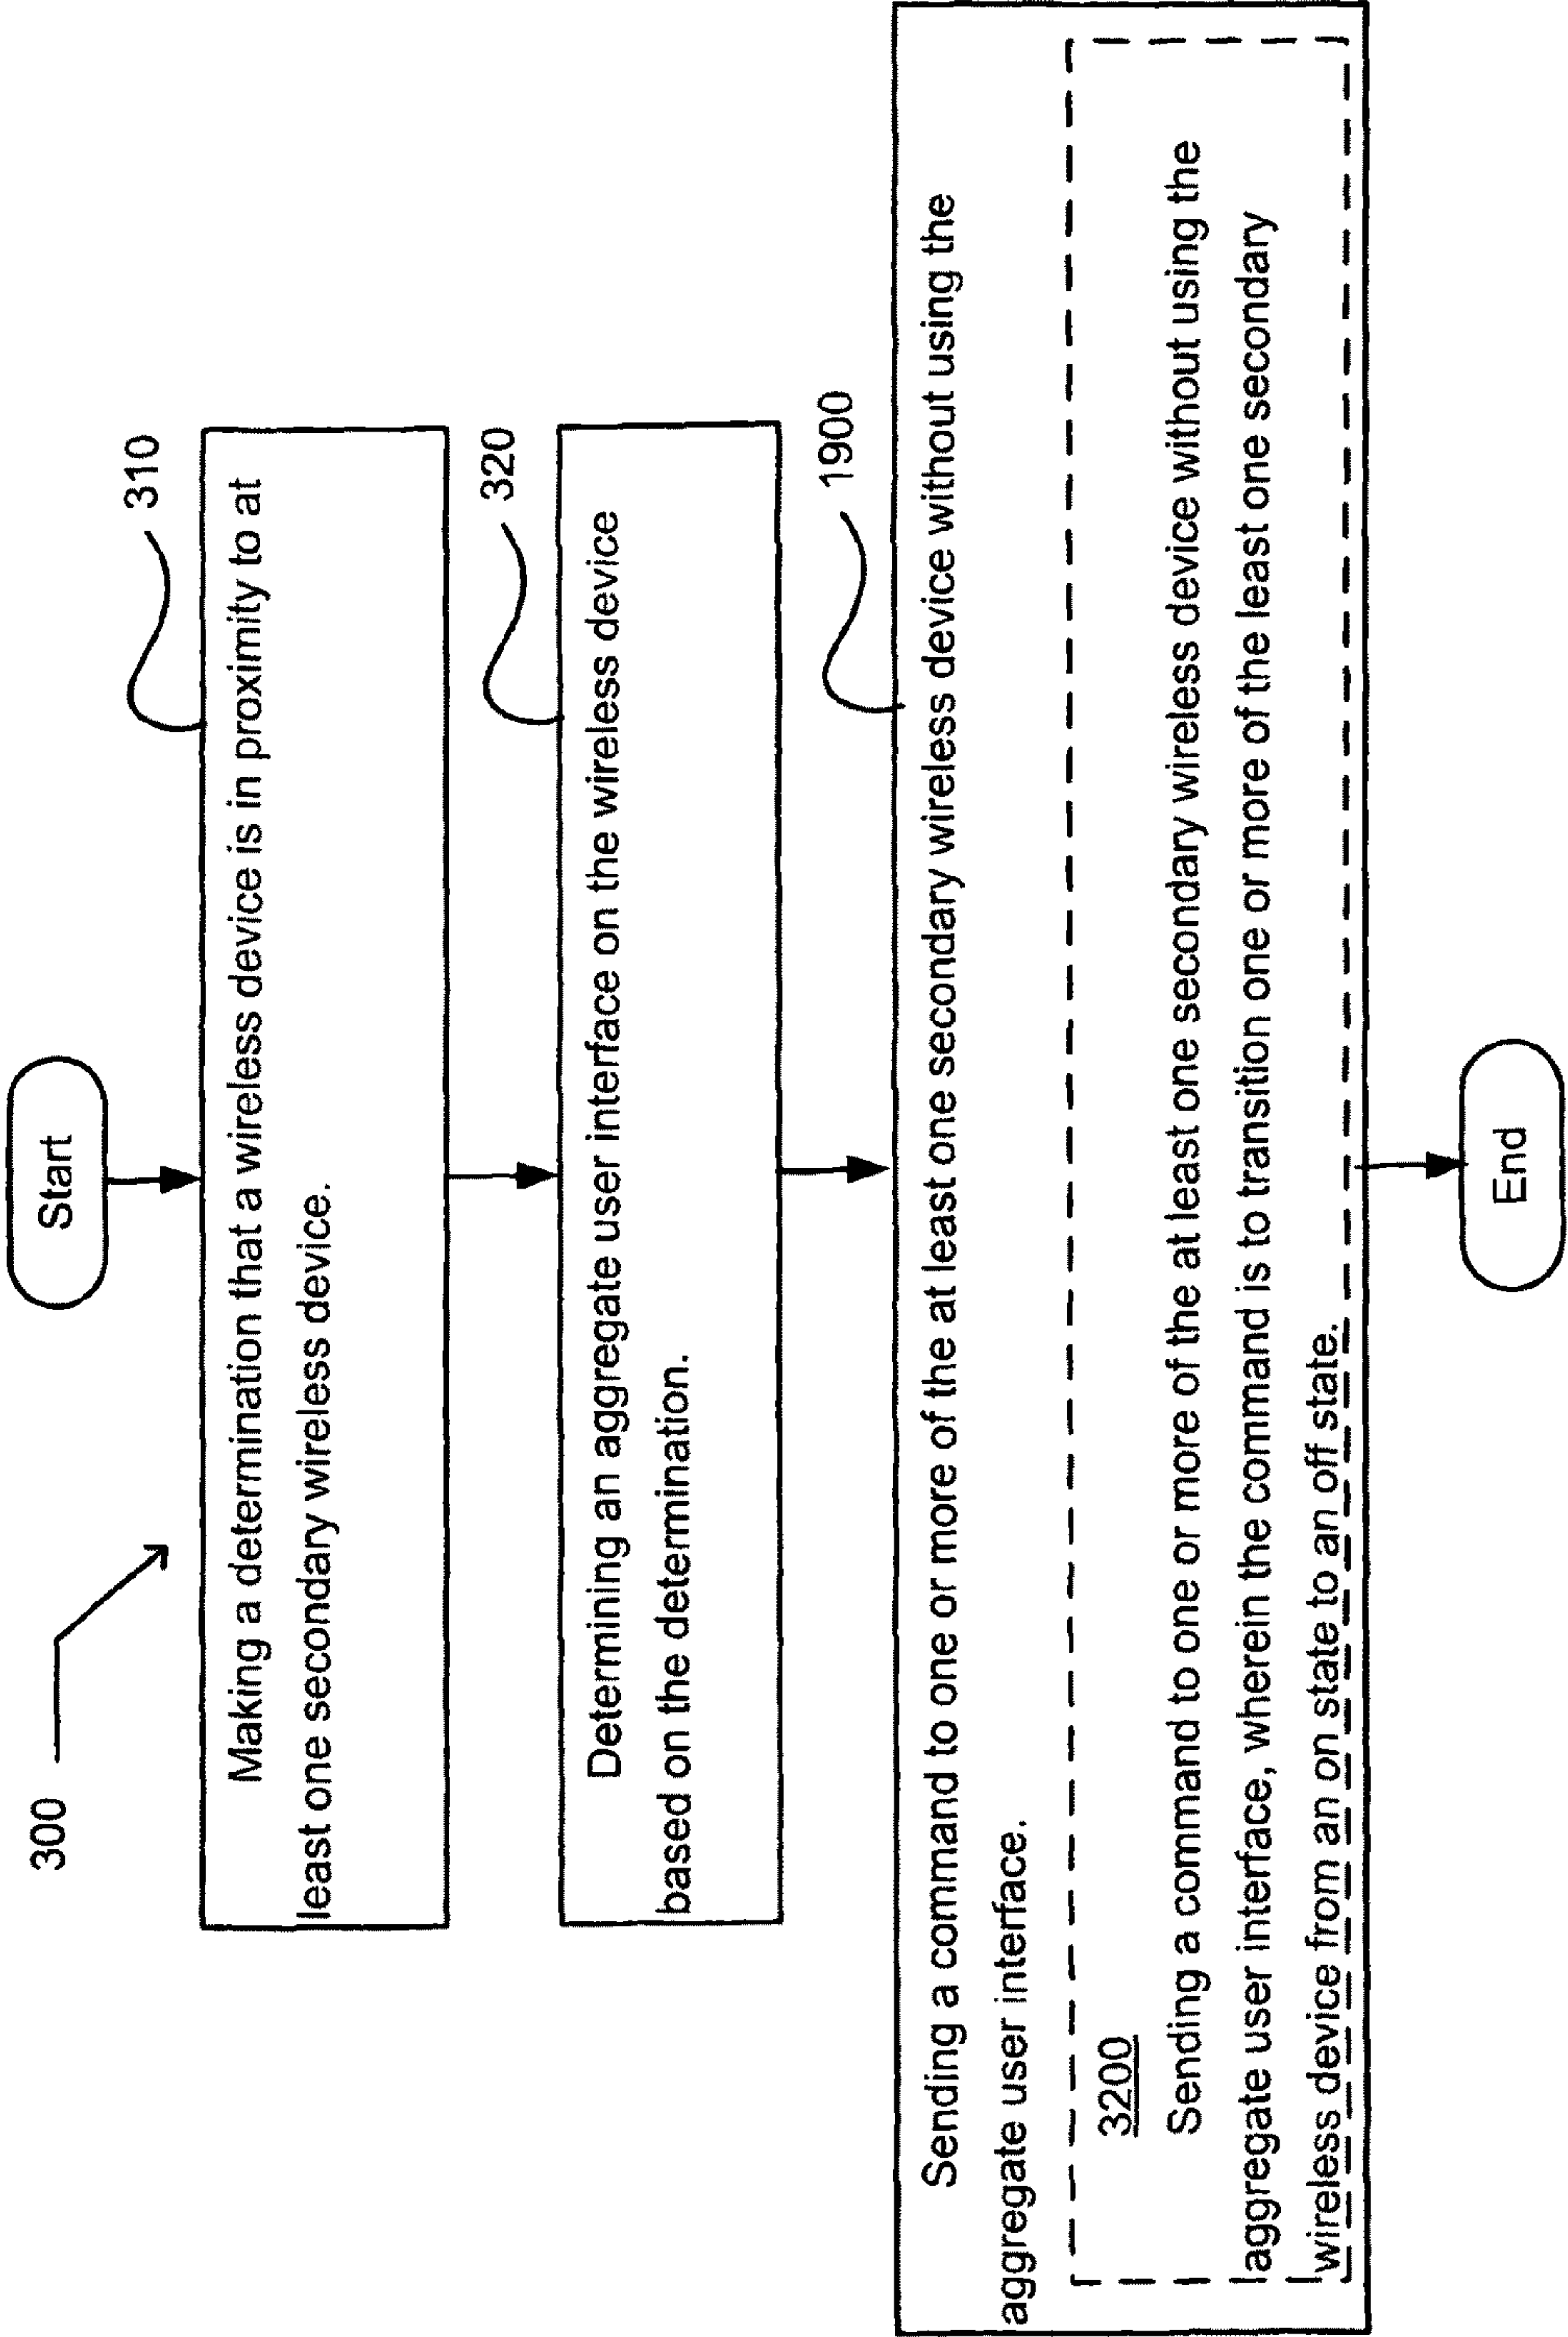 Start
300
310
Making a determination that a wireless device is in proximity to at
least one secondary wireless device.
320
Determining an aggregate user interface on the wireless device
based on the determination.
1900
Sending a command to one or more of the at least one secondary wireless device without using the
aggregate user interface.
3200
Sending a command to one or more of the at least one secondary wireless device without using the
aggregate user interface, wherein the command is to transition one or more of the least one secondary
wireless device from an on state to an off state.
End